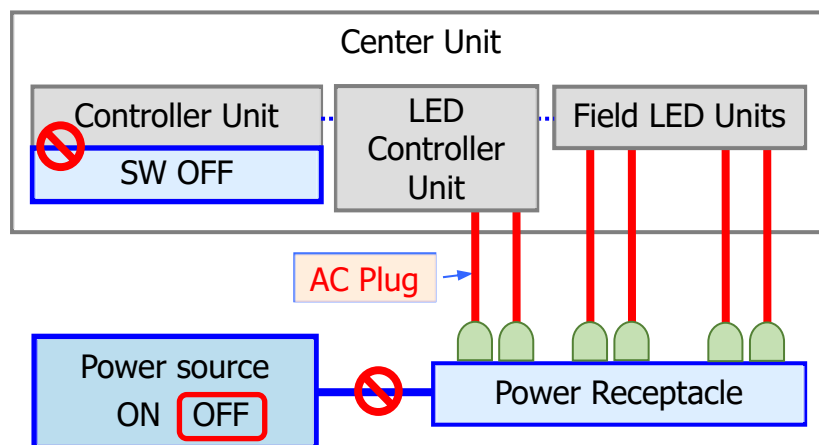 Center Unit
Controller Unit
SW OFF
LED
Controller
Unit
Field LED Units
AC Plug
Power source
ON OFF
Power Receptacle